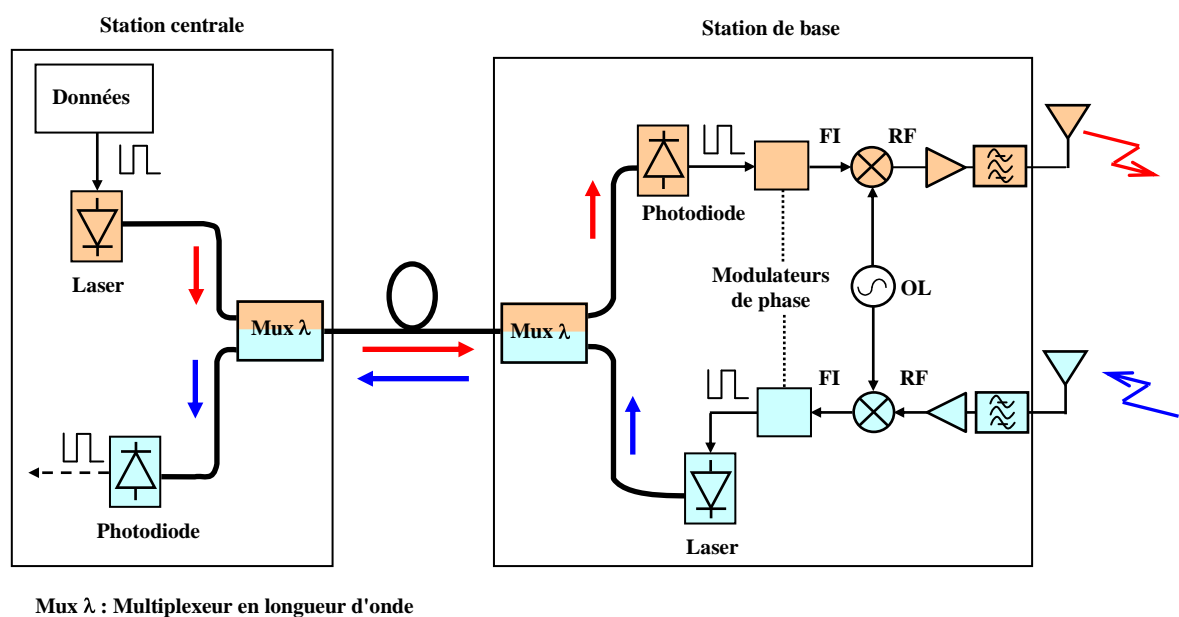 Station centrale
Station de base
Données
FI
RF
Photodiode
Laser
Modulateurs
de phase
OL
Mux λ
Mux λ
FI
RF
Photodiode
Laser
Mux λ : Multiplexeur en longueur d'onde